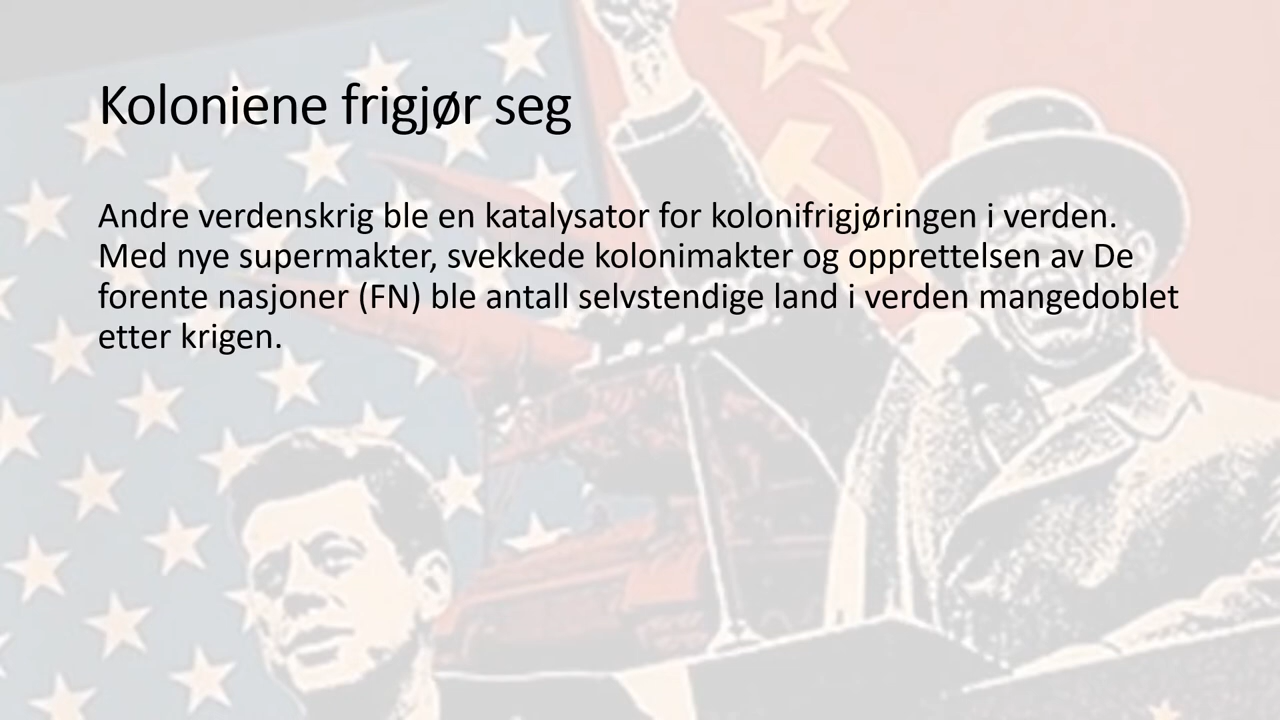 Koloniene frigjør seg
Andre verdenskrig ble en katalysator for kolonifrigjøringen i verden.
Med nye supermakter, svekkede kolonimakter og opprettelsen av De
forente nasjoner (FN) ble antall selvstendige land i verden mangedoblet
etter krigen.